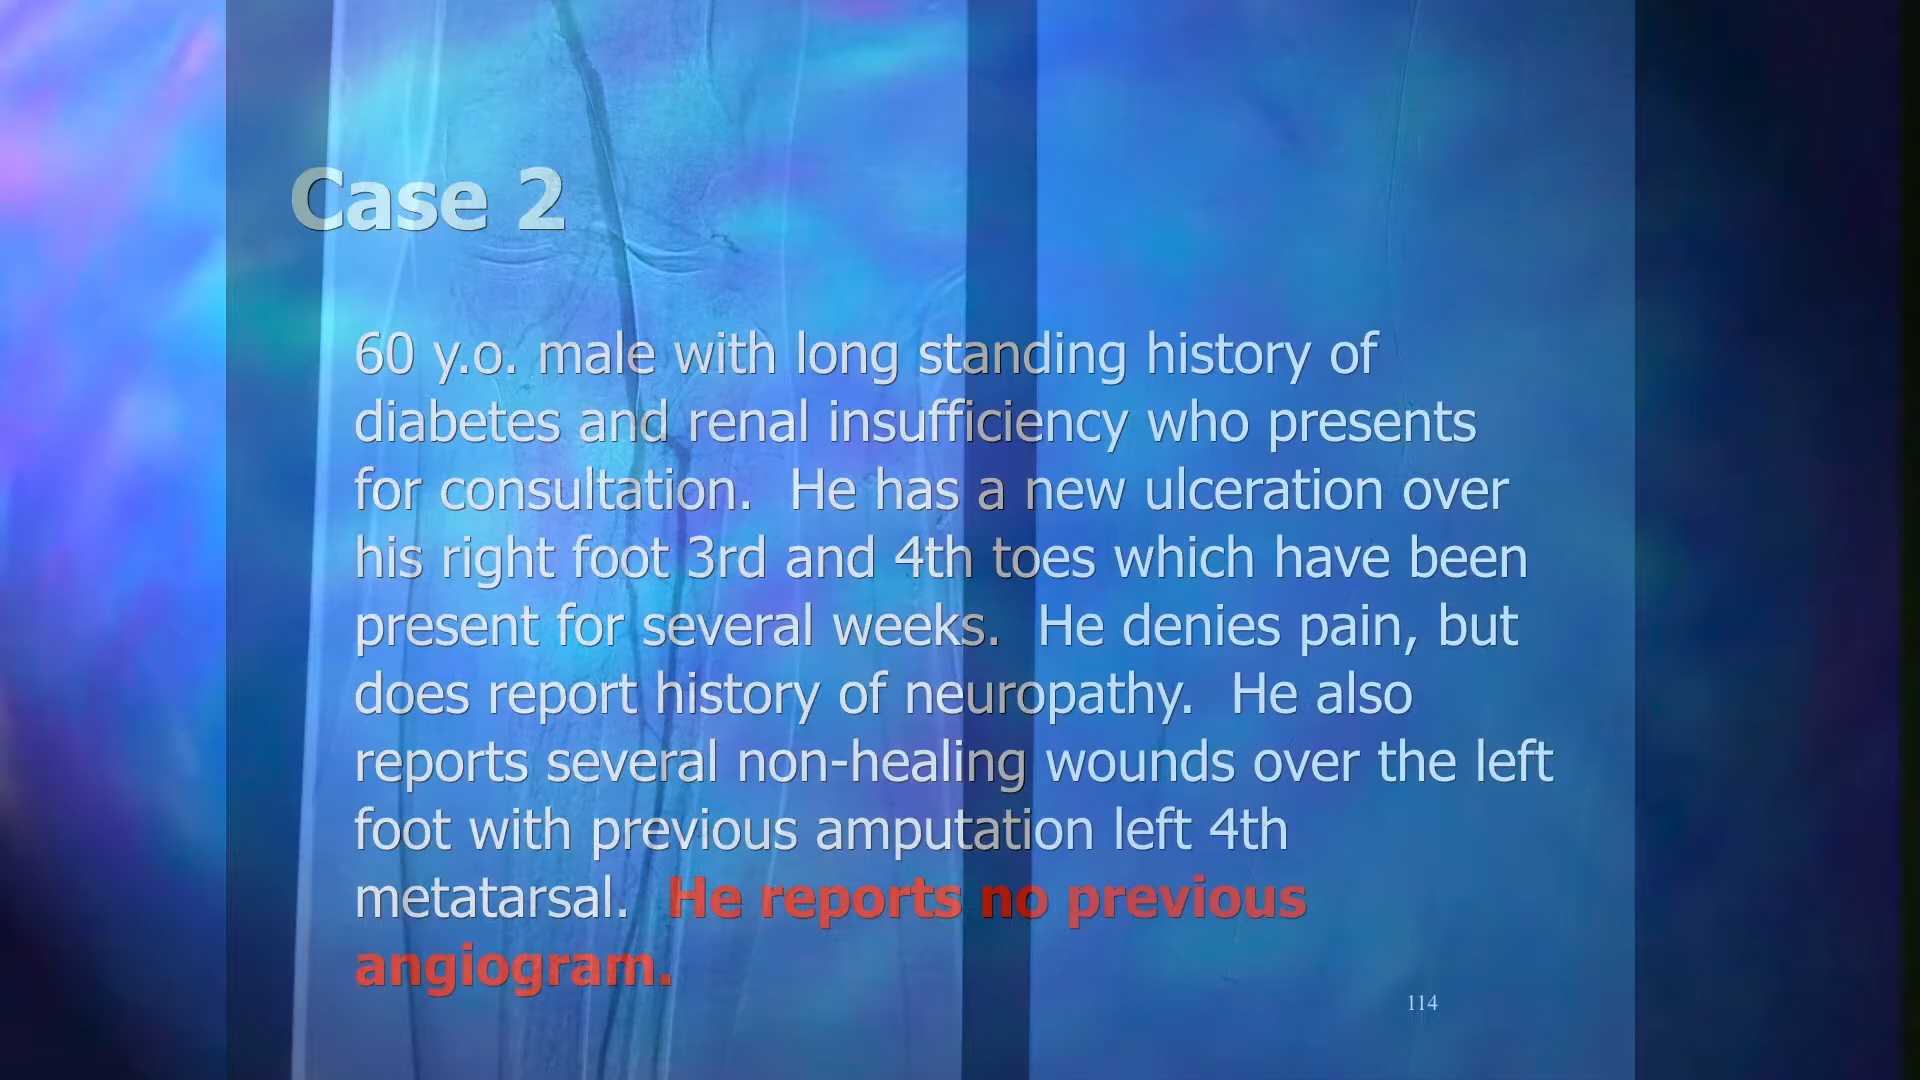 Case 2
60 y.o. male with long standing history of
diabetes and renal insufficiency who presents
for consultation.  He has a new ulceration over
his right foot 3rd and 4th toes which have been
present for several weeks.  He denies pain, but
does report history of neuropathy.  He also
reports several non-healing wounds over the left
foot with previous amputation left 4th
metatarsal.  He reports no previous
angiogram.
114